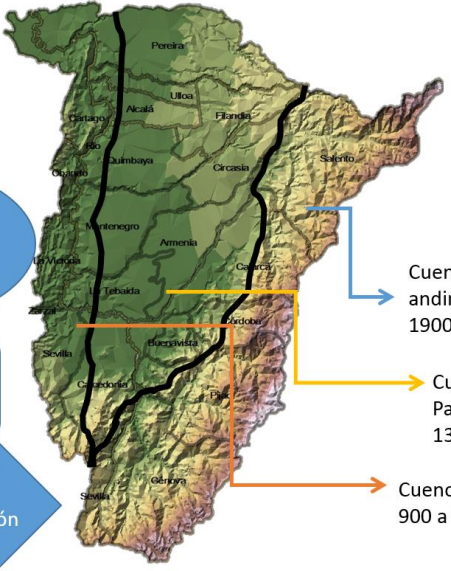 Pereira
Ulloa
Alcalá
Filandia
Cartago
Río
Quimbaya
Salento
Obando
Circasia
Montenegro
Armenia
La Victoria
Calarcá
La Tebaida
Zarzal
Córdoba
Buenavista
Sevilla
Caicedonia
Pijao
Génova
Sevilla
Cuen
andi
1900
Cu
Pa
13
Cuenc
900 a
ón